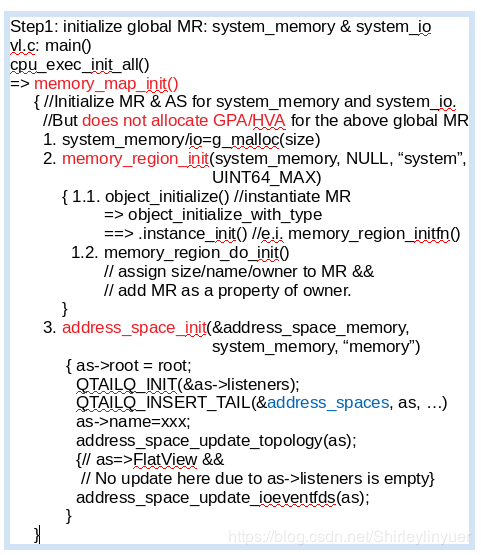 Step1: initialize global MR: system_memory & system_io
vl.c: main()
cpu_exec_init_all()
=> memory_map_init()
{ //Initialize MR & AS for system_memory and system_io.
//But does not allocate GPA/HVA for the above global MR
1. system_memory/io=g_malloc(size)
2. memory_region_init(system_memory, NULL, “system”,
UINT64_MAX)
{ 1.1. object_initialize() //instantiate MR
=> object_initialize_with_type
==> .instance_init() //e.i. memory_region_initfn()
1.2. memory_region_do_init()
// assign size/name/owner to MR &&
// add MR as a property of owner.
}
3. address_space_init(&address_space_memory,
system_memory, “memory”)
{ as->root = root;
QTAILQ_INIT(&as->listeners);
QTAILQ_INSERT_TAIL(&address_spaces, as, …)
as->name=xxx;
address_space_update_topology(as);
{// as=>FlatView &&
// No update here due to as->listeners is empty}
address_space_update_ioeventfds(as);
}
}
https://blog.csdn.net/Shirleylinyuer